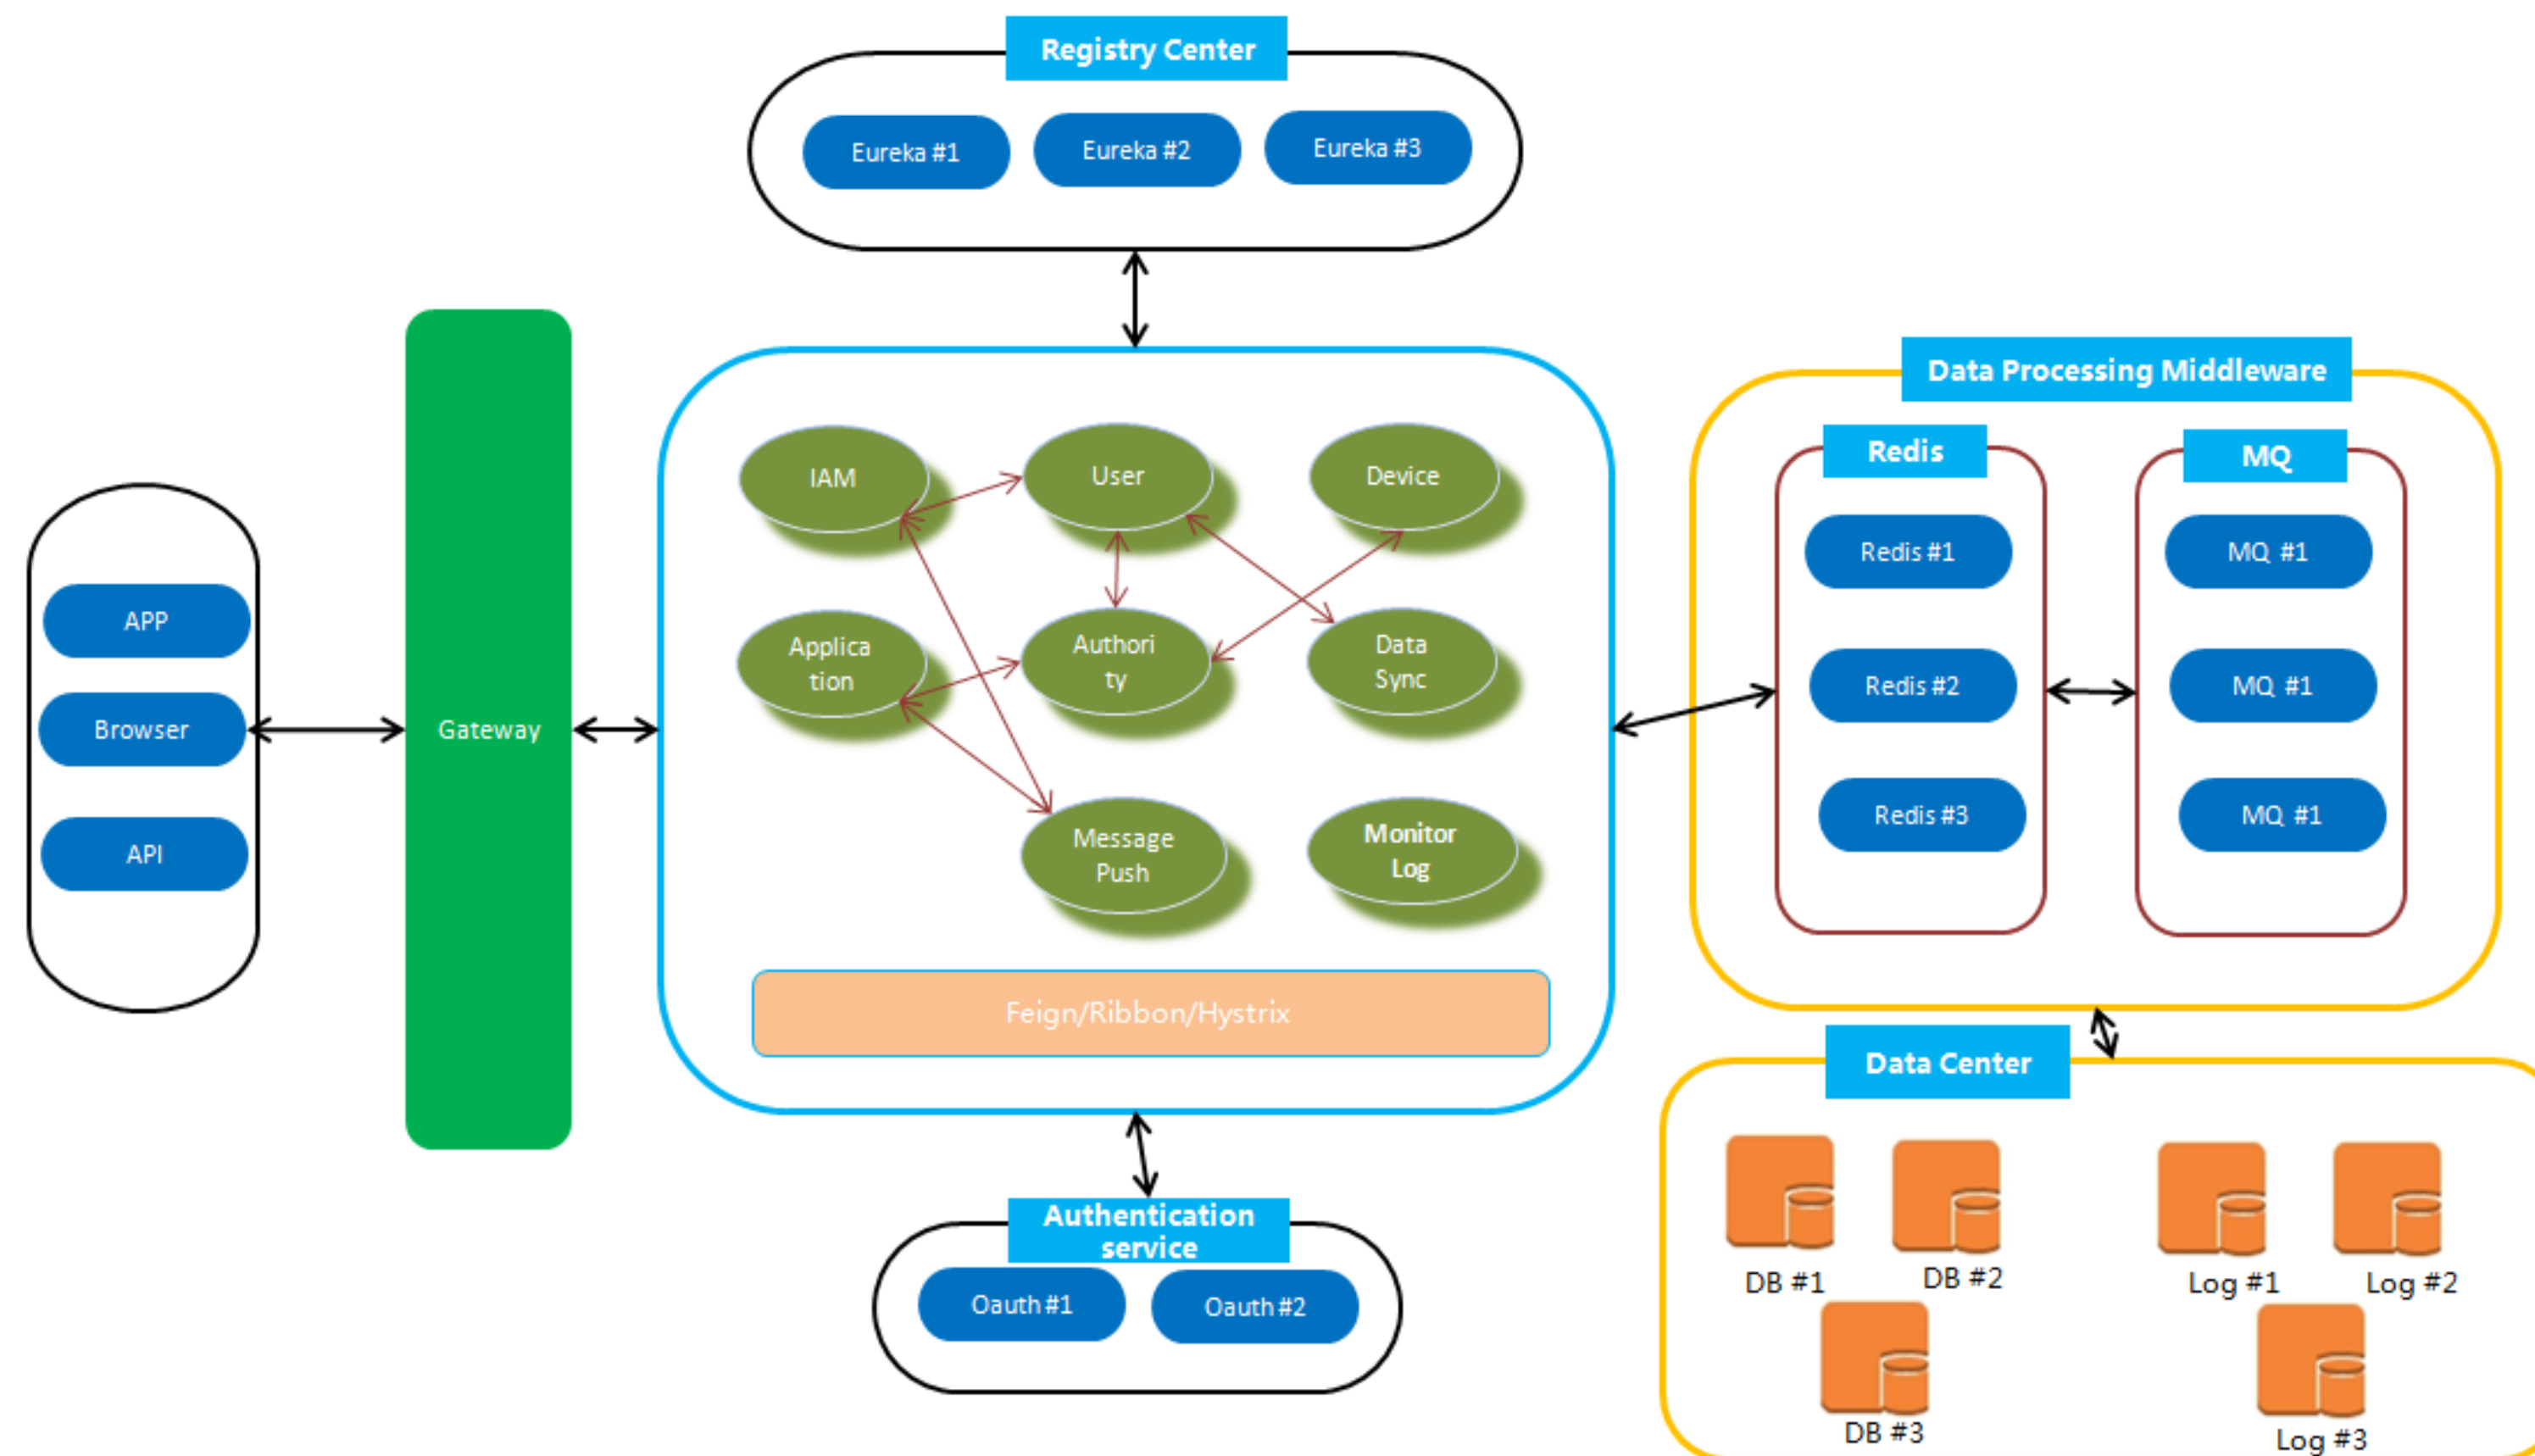 Registry Center
Eureka #1
Eureka #2
Eureka #3
APP
Browser
API
Gateway
IAM
User
Device
Applica
tion
Authori
ty
Data
Sync
Message
Push
Monitor
Log
Feign/Ribbon/Hystrix
Authentication
service
Oauth #1
Oauth #2
Data Processing Middleware
Redis
Redis #1
Redis #2
Redis #3
MQ
MQ #1
MQ #1
MQ #1
Data Center
DB #1
DB #2
DB #3
Log #1
Log #2
Log #3